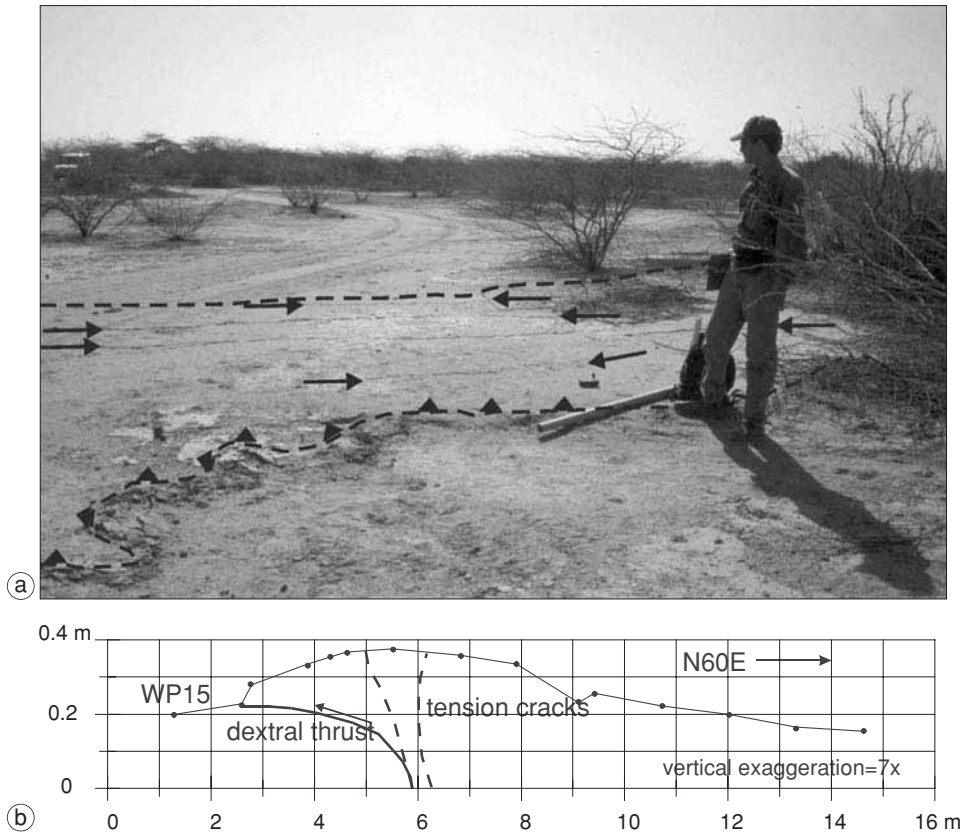 a
0.4 m
WP15
N60E
tension cracks
dextral thrust
0.2
vertical exaggeration=7x
0
b
0 2 4 6 8 10 12 14 16 m